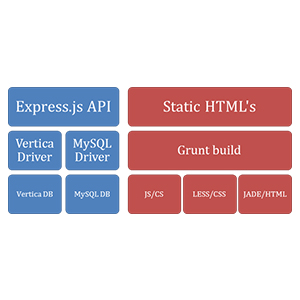 Express.js API
Static HTML's
Vertica
Driver
MySQL
Driver
Grunt build
Vertica DB
MySQL DB
JS/CS
LESS/CSS
JADE/HTML